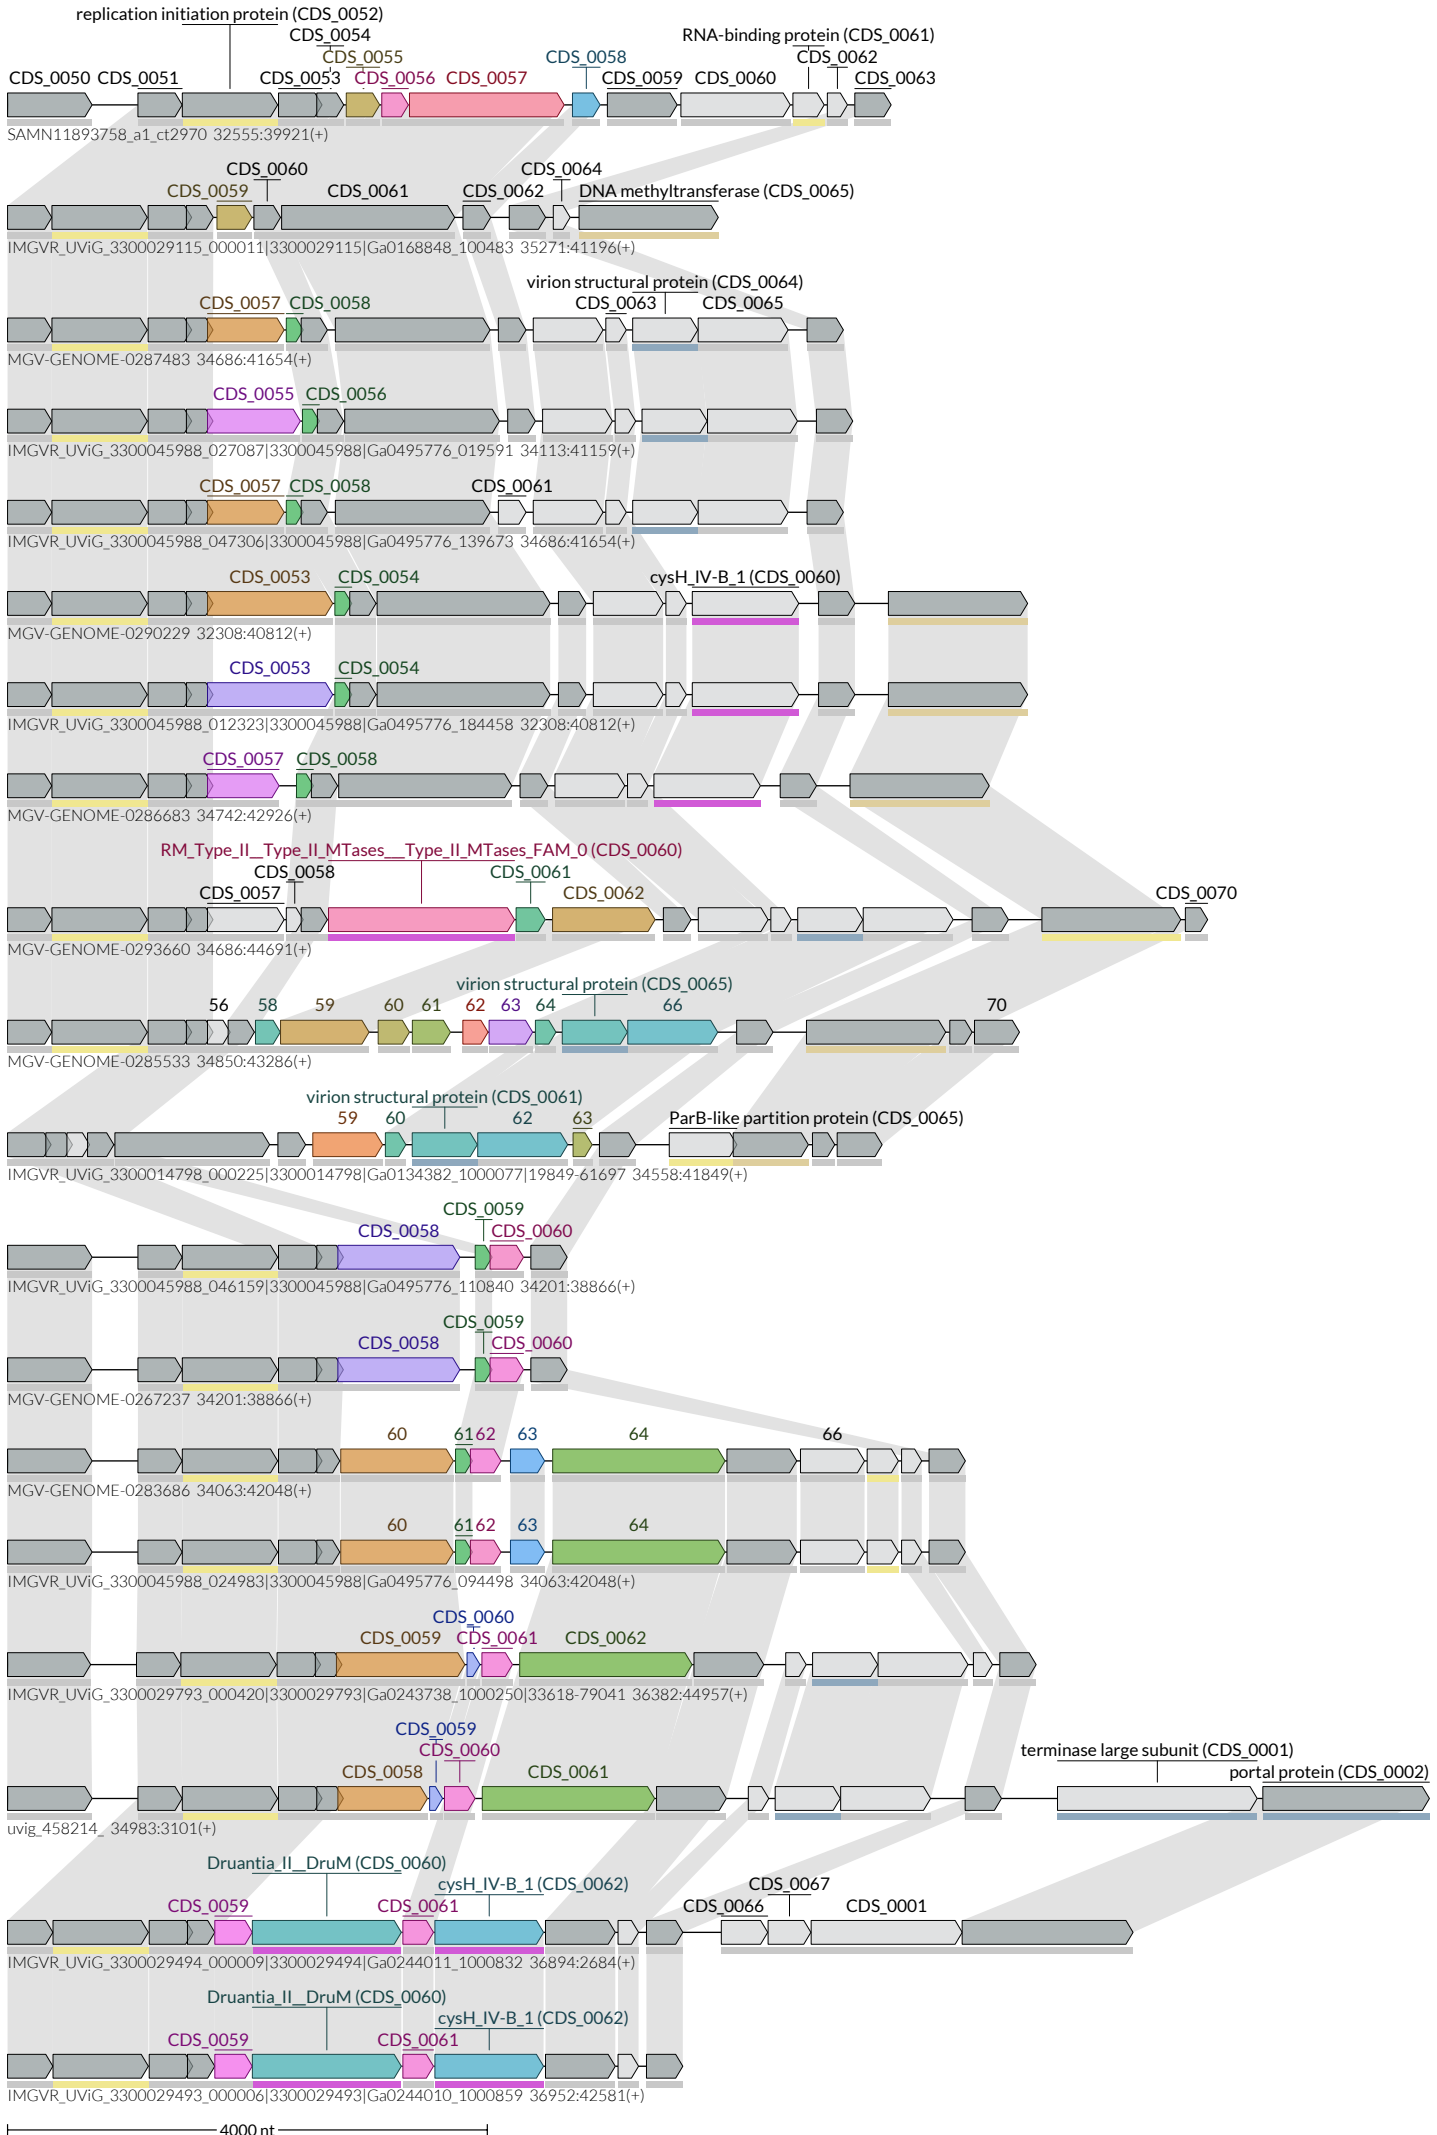 replication initiation protein (CDS_0052)
CDS_0054 RNA-binding protein (CDS_0061)
CDS_0055 CDS_0058 CDS_0062
CDS_0050 CDS_0051 CDS_0053 CDS_0056 CDS_0057 CDS_0059 CDS_0060 CDS_0063
SAMN11893758_a1_ct2970 32555:39921(+)
CDS_0060 CDS_0064
CDS_0059 CDS_0061 CDS_0062 DNA methyltransferase (CDS_0065)
IMGVR_UViG_3300029115_000011|3300029115|Ga0168848_100483 35271:41196(+)
virion structural protein (CDS_0064)
CDS_0057 CDS_0058 CDS_0063 CDS_0065
MGV-GENOME-0287483 34686:41654(+)
CDS_0055 CDS_0056
IMGVR_UViG_3300045988_027087|3300045988|Ga0495776_019591 34113:41159(+)
CDS_0057 CDS_0058 CDS_0061
IMGVR_UViG_3300045988_047306|3300045988|Ga0495776_139673 34686:41654(+)
CDS_0053 CDS_0054 cysH_IV-B_1 (CDS_0060)
MGV-GENOME-0290229 32308:40812(+)
CDS_0053 CDS_0054
IMGVR_UViG_3300045988_012323|3300045988|Ga0495776_184458 32308:40812(+)
CDS_0057 CDS_0058
MGV-GENOME-0286683 34742:42926(+)
RM_Type_II__Type_II_MTases___Type_II_MTases_FAM_0 (CDS_0060)
CDS_0058 CDS_0061
CDS_0057 CDS_0062 CDS_0070
MGV-GENOME-0293660 34686:44691(+)
virion structural protein (CDS_0065)
56 58 59 60 61 62 63 64 66 70
MGV-GENOME-0285533 34850:43286(+)
virion structural protein (CDS_0061)
59 60 62 63 ParB-like partition protein (CDS_0065)
IMGVR_UViG_3300014798_000225|3300014798|Ga0134382_1000077|19849-61697 34558:41849(+)
CDS_0059
CDS_0058 CDS_0060
IMGVR_UViG_3300045988_046159|3300045988|Ga0495776_110840 34201:38866(+)
CDS_0059
CDS_0058 CDS_0060
MGV-GENOME-0267237 34201:38866(+)
60 61 62 63 64 66
MGV-GENOME-0283686 34063:42048(+)
60 61 62 63 64
IMGVR_UViG_3300045988_024983|3300045988|Ga0495776_094498 34063:42048(+)
CDS_0060
CDS_0059 CDS_0061 CDS_0062
IMGVR_UViG_3300029793_000420|3300029793|Ga0243738_1000250|33618-79041 36382:44957(+)
CDS_0059
CDS_0060 terminase large subunit (CDS_0001)
CDS_0058 CDS_0061 portal protein (CDS_0002)
uvig_458214_ 34983:3101(+)
Druantia_II__DruM (CDS_0060)
cysH_IV-B_1 (CDS_0062) CDS_0067
CDS_0059 CDS_0061 CDS_0066 CDS_0001
IMGVR_UViG_3300029494_000009|3300029494|Ga0244011_1000832 36894:2684(+)
Druantia_II__DruM (CDS_0060)
cysH_IV-B_1 (CDS_0062)
CDS_0059 CDS_0061
IMGVR_UViG_3300029493_000006|3300029493|Ga0244010_1000859 36952:42581(+)
4000 nt